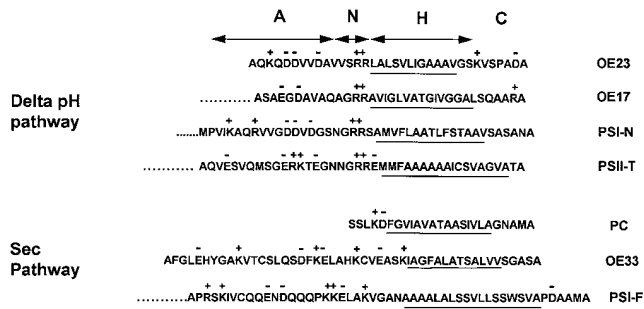 A N H C
+ -- - ++ + -
AQKQDDVVDAVVSRRLALSVLIGAAAVGSKVSPADA OE23
- - ++ +
Delta pH ............ASAEGDAVAQAGRRAVIGLVATGIVGGALSQAARA OE17
pathway
+ + -- - ++
.......MPVIKAQRVVGDDVDGSNGRRSAMVFLAATLFSTAAVSASANA PSI-N
- -++ - ++-
...........AQVESVQMSGERKTEGNNGRREMMFAAAAAAICSVAGVATA PSII-T
+-
SSLKDFGVIAVATAASIVLAGNAMA PC
Sec
- + - +- + - +
AFGLEHYGAKVTCSLQSDFKELAHKCVEASKIAGFALATSALVVSGASA OE33
Pathway
+ + - - ++- + -
...........APRSKIVCQQENDQQQPKKELAKVGANAAAALALSSVLLSSWSVAPDAAMA PSI-F